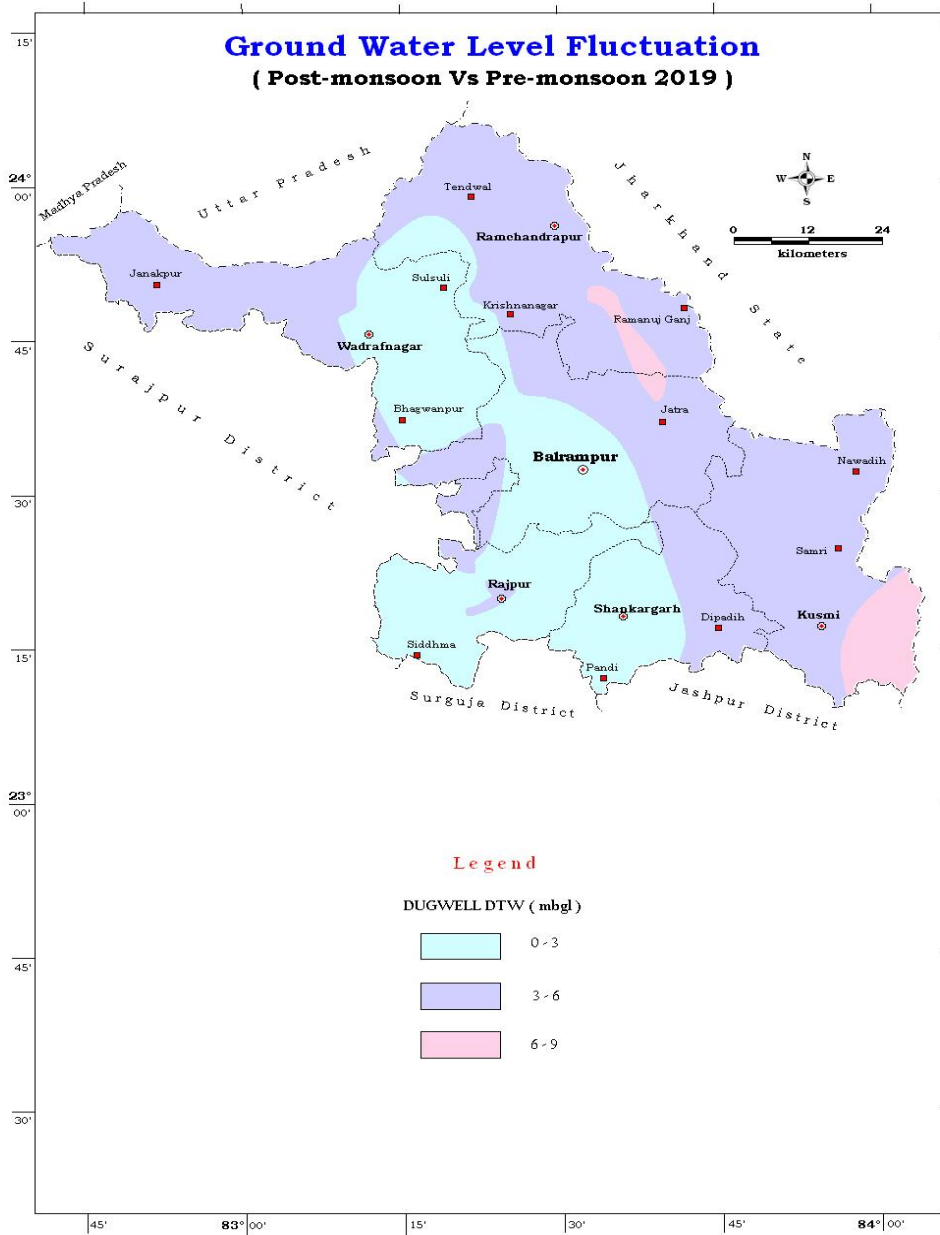 Ground Water Level Fluctuation
( Post-monsoon Vs Pre-monsoon 2019 )
15'
24°
00'
45'
30'
15'
23°
00'
45'
30'
Madhya Pradesh
Uttar Pradesh
Jharkhand State
N
W E
S
0 12 24
kilometers
Tendwal
Ramchandrapur
Janakpur
Sulsuli
Krishnanagar
Ramanuj Ganj
Wadrafnagar
Surajpur District
Bhagwanpur
Jatra
Balrampur
Nawadih
Samri
Rajpur
Shankargarh
Dipadih
Kusmi
Siddhma
Pandi
Surguja District
Jashpur District
Legend
DUGWELL DTW ( mbgl )
0 - 3
3 - 6
6 - 9
45'
83° 00'
15'
30'
45'
84° 00'